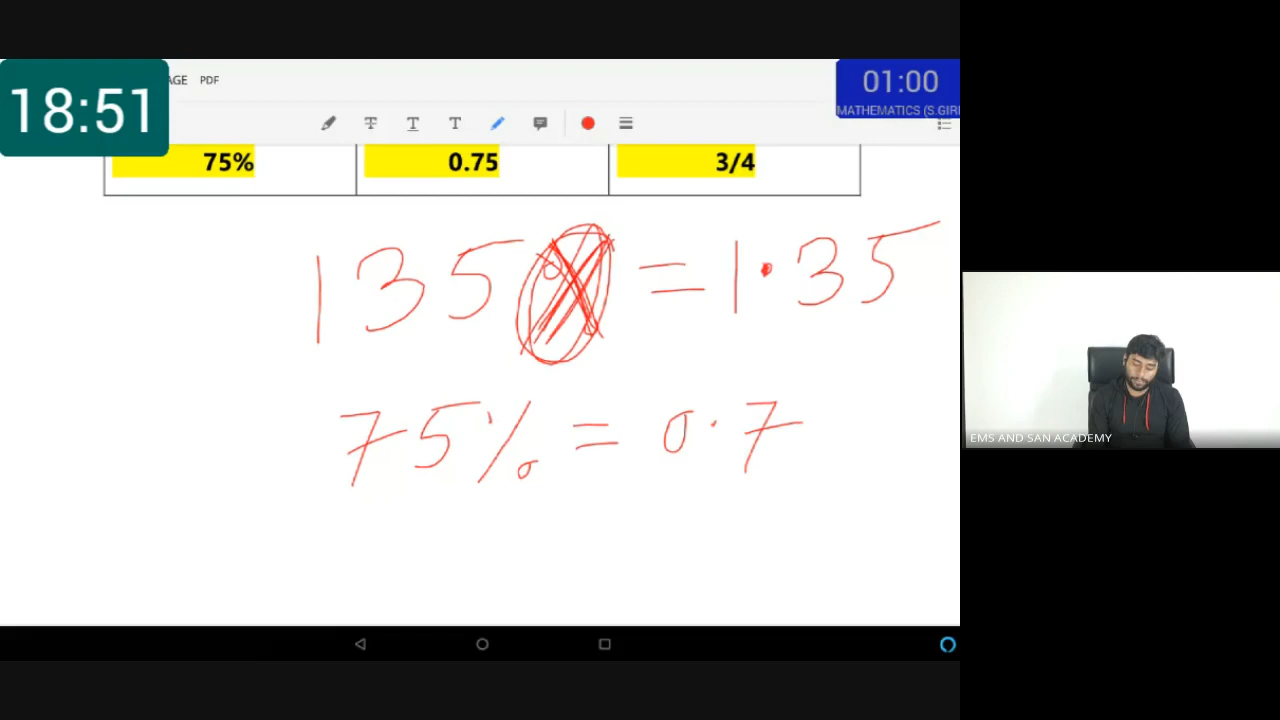 18:51
AGE PDF
01:00
MATHEMATICS (S.GIRI
75% 0.75 3/4
135 = 1.35
75% = 0.7
EMS AND SAN ACADEMY